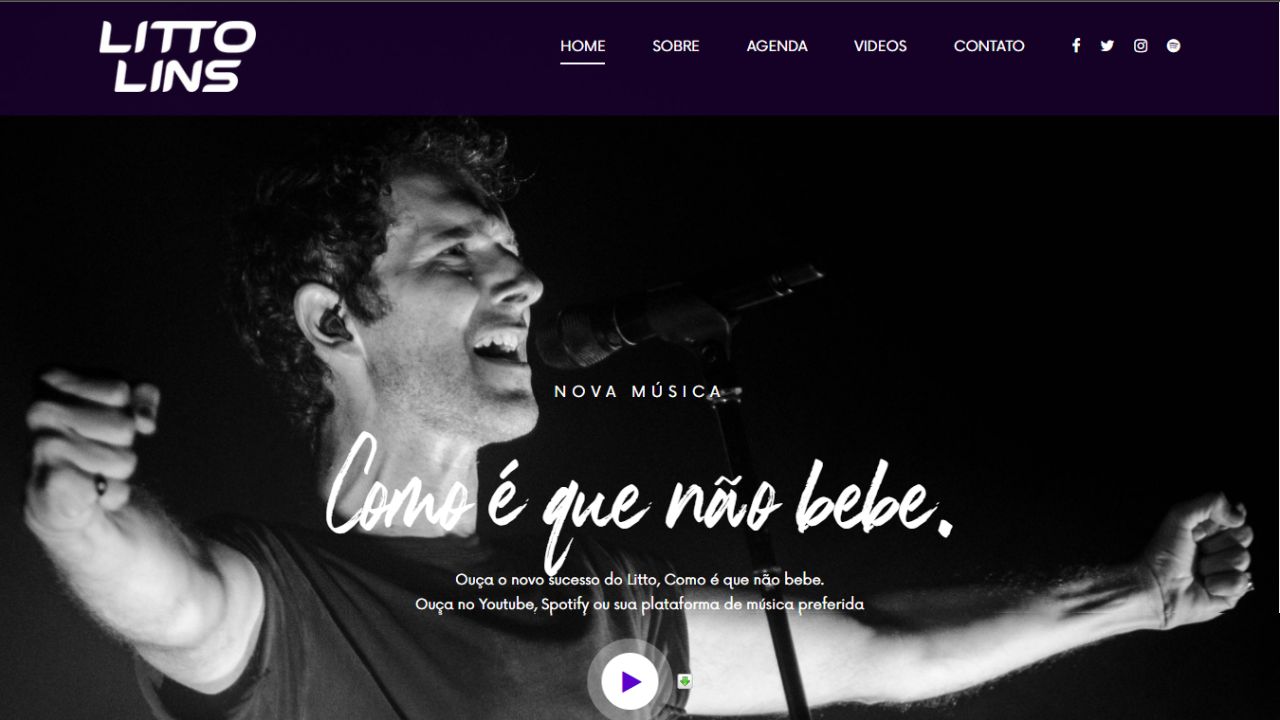 LITTO
LINS
HOME SOBRE AGENDA VIDEOS CONTATO
NOVA MÚSICA
Como é que não bebe.
Ouça o novo sucesso do Litto, Como é que não bebe.
Ouça no Youtube, Spotify ou sua plataforma de música preferida